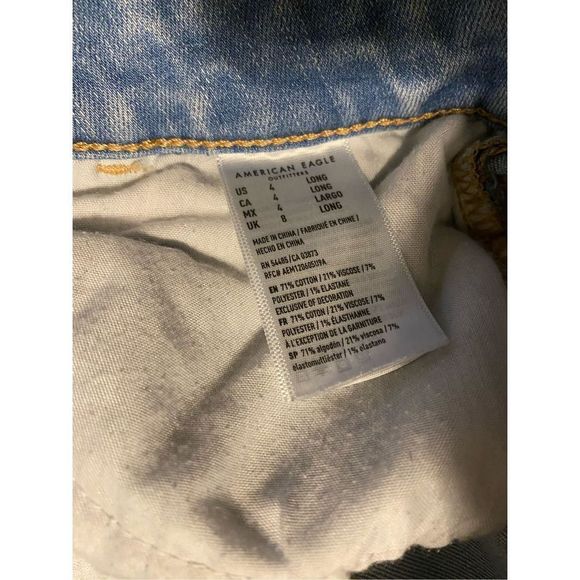 AMERICAN EAGLE
OUTFITTERS
US 4 LONG
CA 4 LONG
MX 4 LARGO
UK 8 LONG
MADE IN CHINA / FABRIQUÉ EN CHINE /
HECHO EN CHINA
RN 54485/CA 03873
RFC# AEM120605U9A
EN 71% COTTON / 21% VISCOSE / 7%
POLYESTER / 1% ELASTANE
EXCLUSIVE OF DECORATION
FR 71% COTON / 21% VISCOSE / 7%
POLYESTER / 1% ÉLASTHANNE
À L'EXCEPTION DE LA GARNITURE
SP 71% algodón / 21% viscosa / 7%
elastomultiéster / 1% elastano